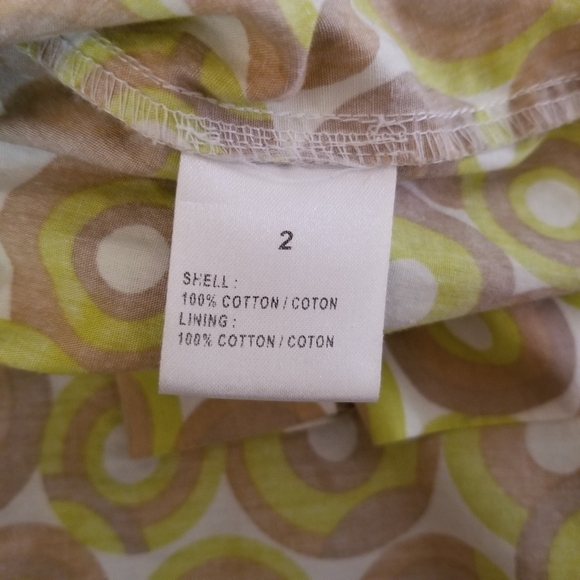 2
SHELL :
100% COTTON / COTON
LINING :
100% COTTON / COTON